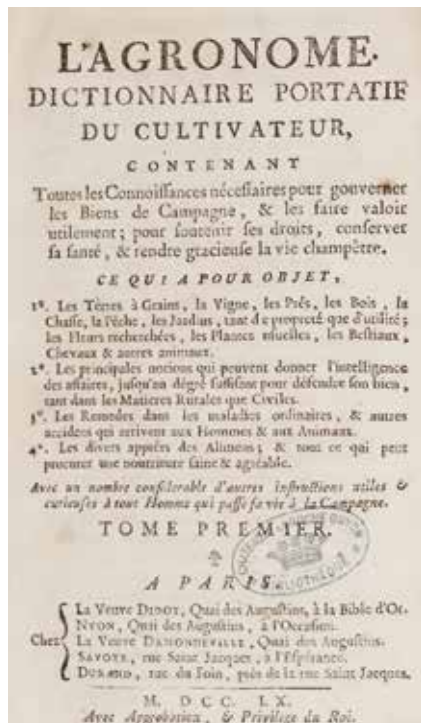 L'AGRONOME.
DICTIONNAIRE PORTATIF
DU CULTIVATEUR,
CONTENANT
Toutes les Connoissances nécessaires pour gouverner
les Biens de Campagne, & les faire valoir
utilement; pour soutenir ses droits, conserver
sa santé, & rendre gracieuse la vie champêtre.
CE QUI A POUR OBJET,
1°. Les Terres à Grains, la Vigne, les Prés, les Bois, la
Chasse, la Pêche, les Jardins, tant de propreté que d'utilité;
les Fleurs recherchées, les Plantes usuelles, les Bestiaux,
Chevaux & autres animaux.
2°. Les principales notions qui peuvent donner l'intelligence
des affaires, jusqu'au dégré suffisant pour défendre son bien,
tant dans les Matieres Rurales que Civiles.
3°. Les Remedes dans les maladies ordinaires, & autres
accidens qui arrivent aux Hommes & aux Animaux.
4°. Les divers apprêts des Alimens; & tout ce qui peut
procurer une nourriture saine & agréable.
Avec un nombre considérable d'autres instructions utiles &
curieuses à tout Homme qui passe sa vie à la Campagne.
TOME PREMIER.
A PARIS.
La Veuve DIDOT, Quai des Augustins, à la Bible d'Or.
NYON, Quai des Augustins, à l'Occasion.
Chez La Veuve DAMONNEVILLE, Quai des Augustins.
SAVOYE, rue Saint Jacques, à l'Espérance.
DURAND, rue du Foin, près de la rue Saint Jacques.
M. DCC. LX.
Avec Approbation, & Privilége du Roi.